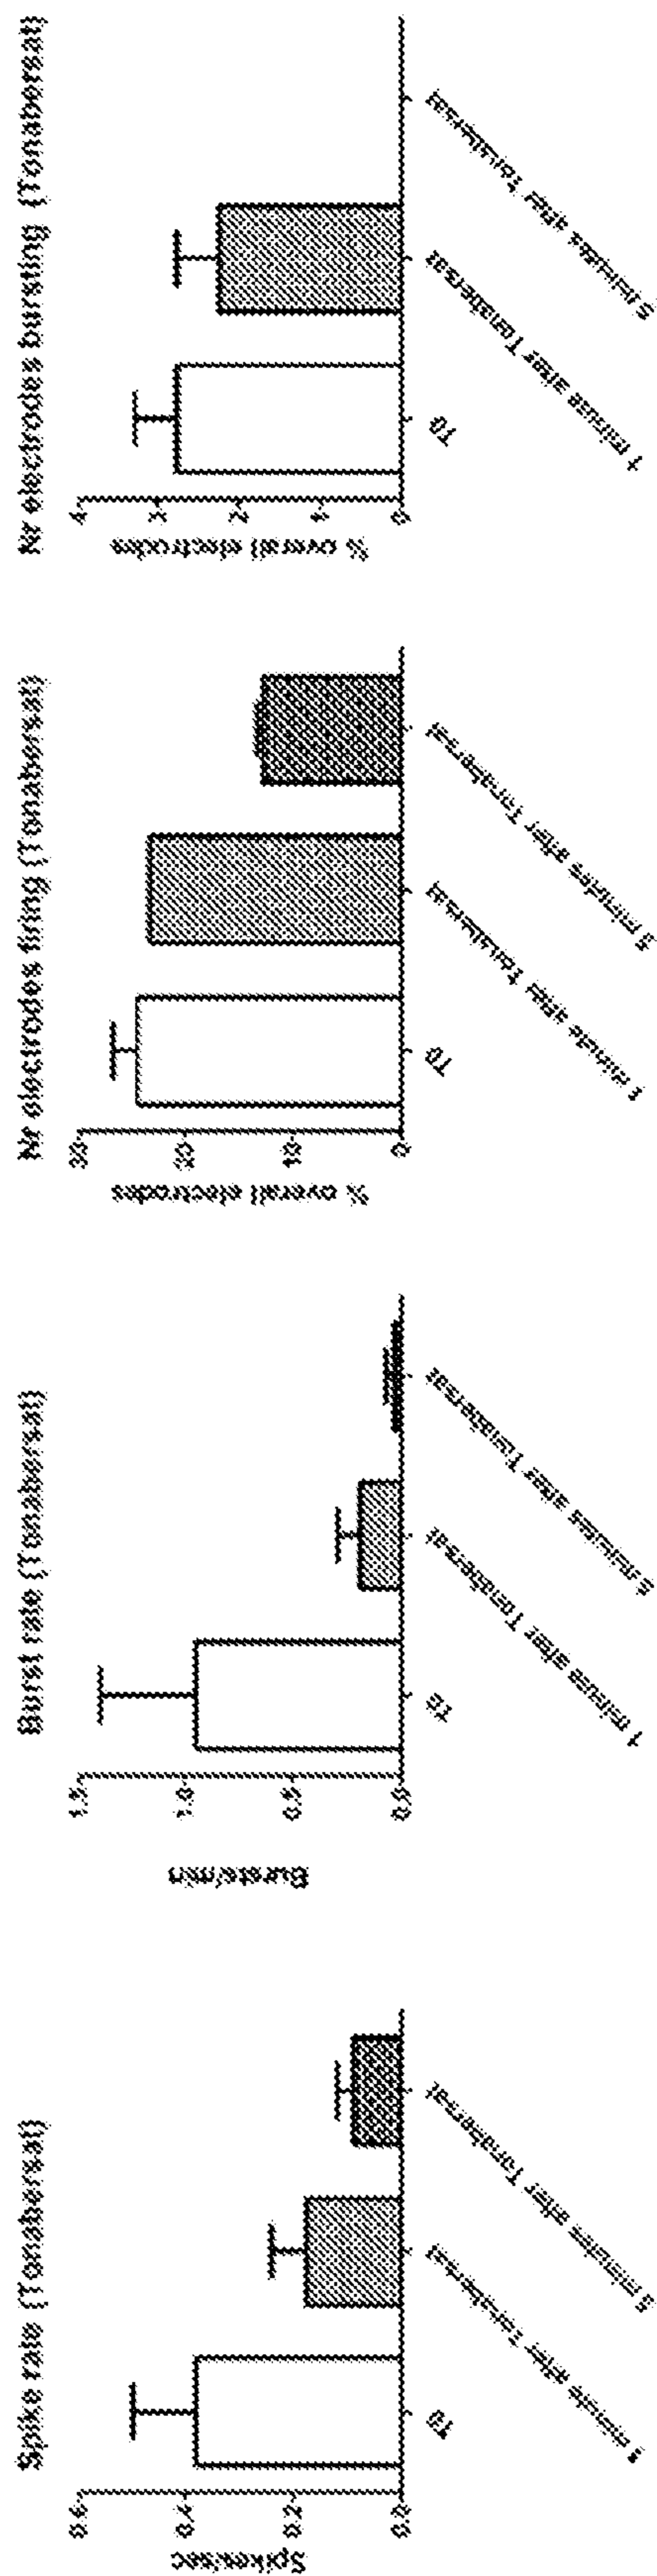 Spike rate (Tonabersat)
Spikes/sec
0.6
0.4
0.2
0.0
T0
1 minute after Tonabersat
5 minutes after Tonabersat
Burst rate (Tonabersat)
Bursts/min
1.5
1.0
0.5
0.0
T0
1 minute after Tonabersat
5 minutes after Tonabersat
Nr electrodes firing (Tonabersat)
% overall electrodes
30
20
10
0
T0
1 minute after Tonabersat
5 minutes after Tonabersat
Nr electrodes bursting (Tonabersat)
% overall electrodes
4
3
2
1
0
T0
1 minute after Tonabersat
5 minutes after Tonabersat